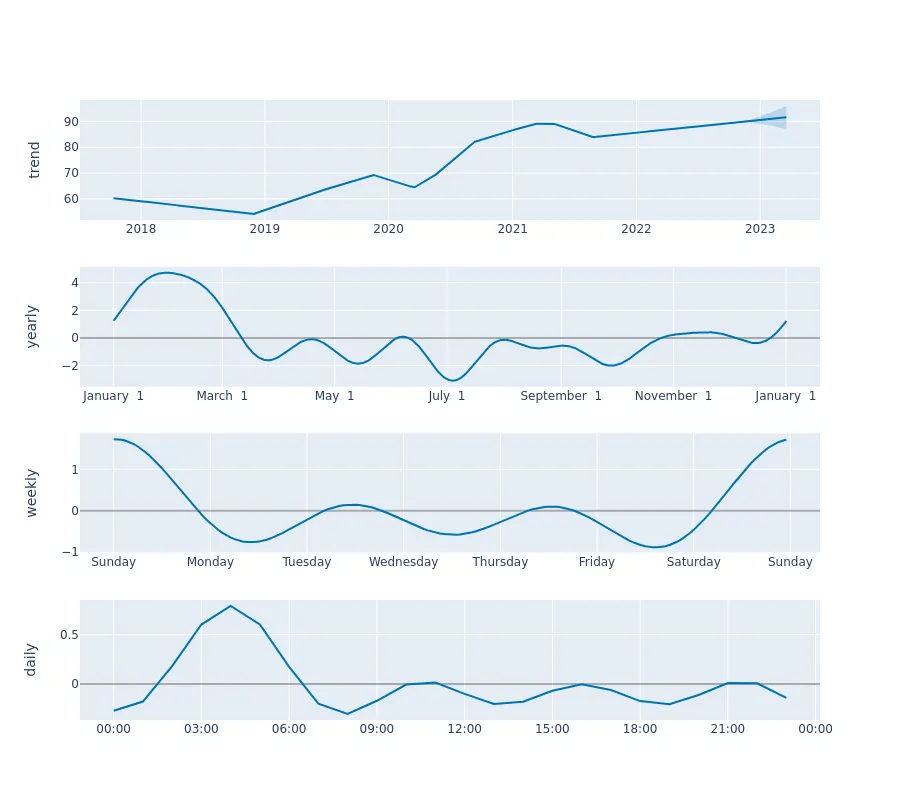 trend
90
80
70
60
2018 2019 2020 2021 2022 2023
yearly
4
2
0
−2
January 1 March 1 May 1 July 1 September 1 November 1 January 1
weekly
1
0
−1
Sunday Monday Tuesday Wednesday Thursday Friday Saturday Sunday
daily
0.5
0
00:00 03:00 06:00 09:00 12:00 15:00 18:00 21:00 00:00